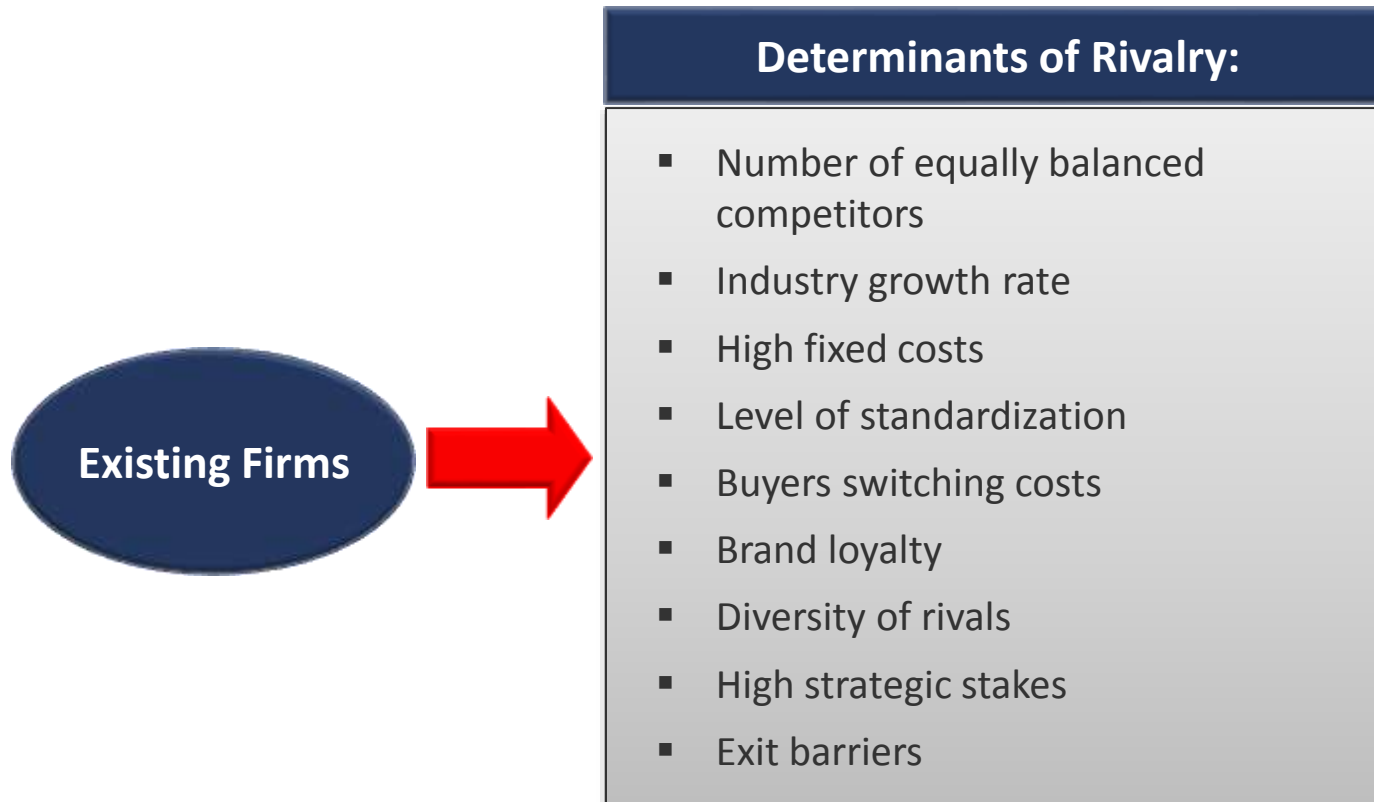 Determinants of Rivalry:
▪ Number of equally balanced
competitors
▪ Industry growth rate
▪ High fixed costs
▪ Level of standardization
▪ Buyers switching costs
▪ Brand loyalty
▪ Diversity of rivals
▪ High strategic stakes
▪ Exit barriers
Existing Firms